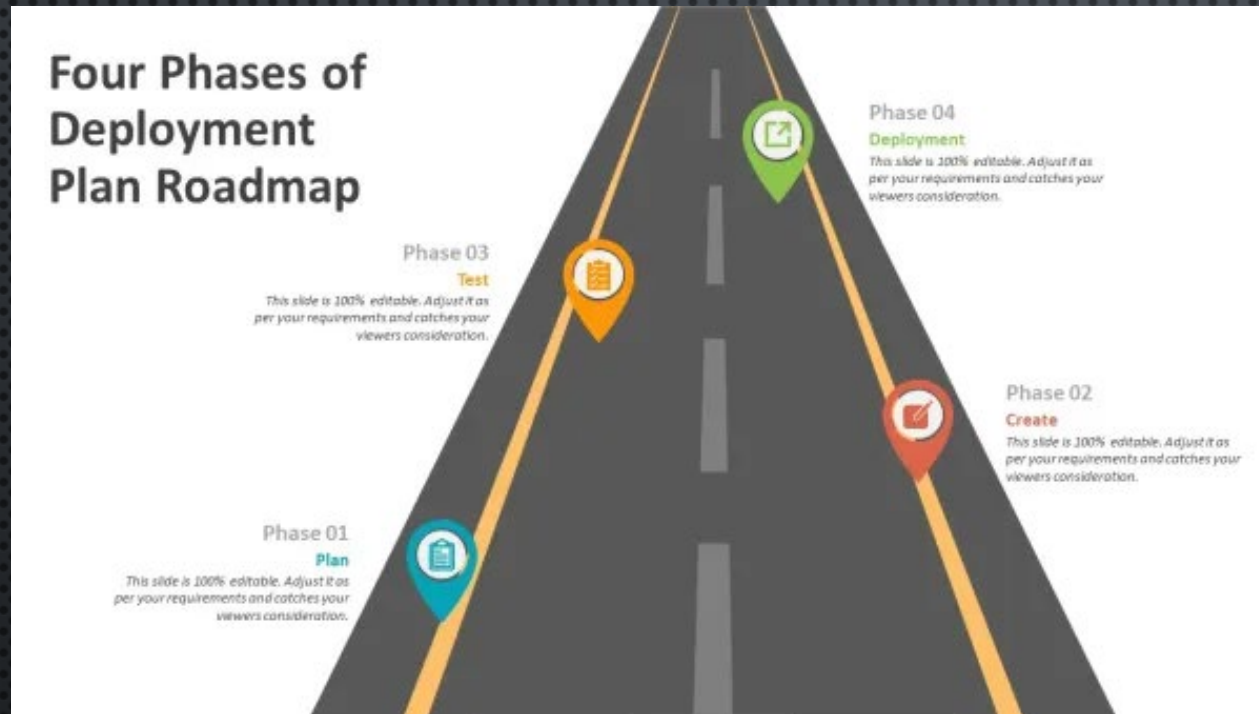 Four Phases of
Deployment
Plan Roadmap
Phase 04
Deployment
This slide is 100% editable. Adjust it as
per your requirements and catches your
viewers consideration.
Phase 03
Test
This slide is 100% editable. Adjust it as
per your requirements and catches your
viewers consideration.
Phase 02
Create
This slide is 100% editable. Adjust it as
per your requirements and catches your
viewers consideration.
Phase 01
Plan
This slide is 100% editable. Adjust it as
per your requirements and catches your
viewers consideration.